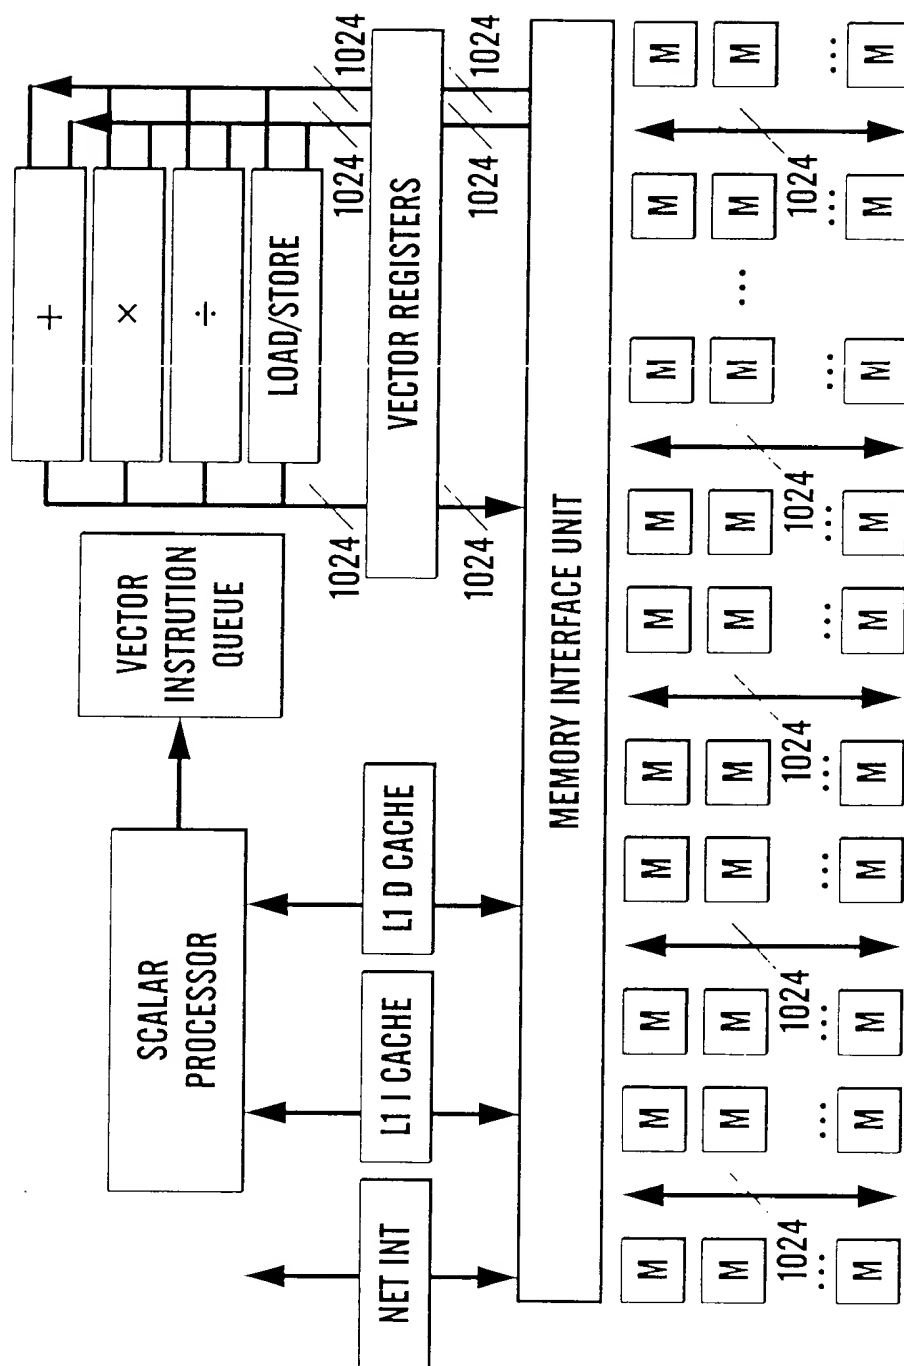 +
×
÷
LOAD/STORE
SCALAR
PROCESSOR
VECTOR
INSTRUTION
QUEUE
1024
1024
1024
NET INT
L1 I CACHE
L1 D CACHE
VECTOR REGISTERS
1024
1024
1024
MEMORY INTERFACE UNIT
M M M M M M M M M M
M M M M M M M M ... M M
1024 1024 1024 1024 1024
... ... ... ... ... ... ... ... ... ...
M M M M M M M M M M